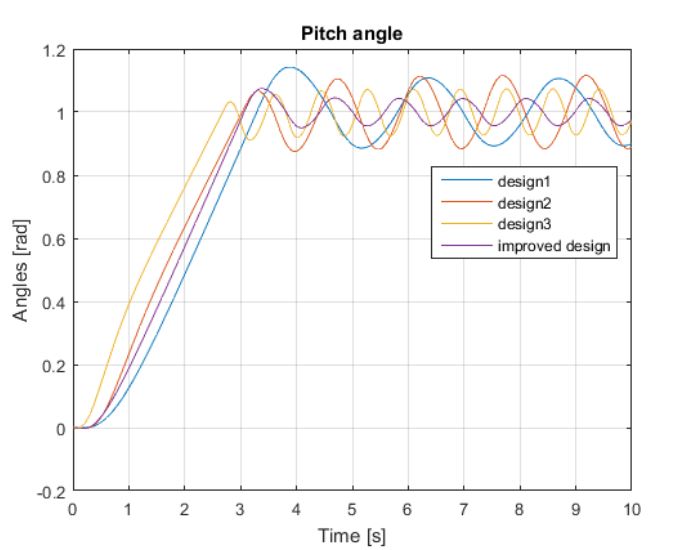 Pitch angle
1.2
1
0.8
0.6
0.4
0.2
0
-0.2
Angles [rad]
design1
design2
design3
improved design
0 1 2 3 4 5 6 7 8 9 10
Time [s]